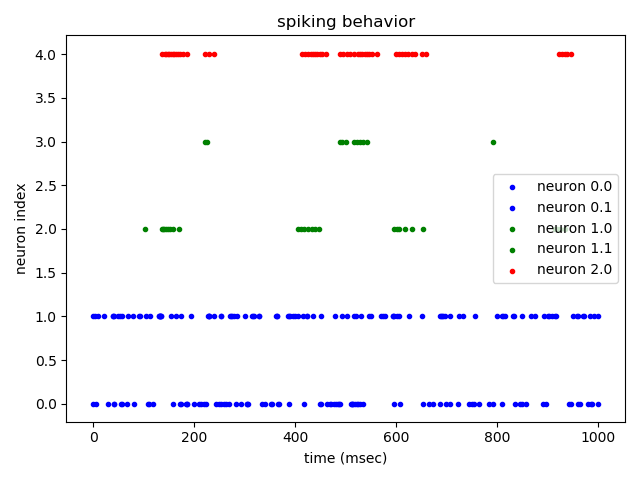 spiking behavior
neuron index
4.0
3.5
3.0
2.5
2.0
1.5
1.0
0.5
0.0
neuron 0.0
neuron 0.1
neuron 1.0
neuron 1.1
neuron 2.0
0
200
400
600
800
1000
time (msec)